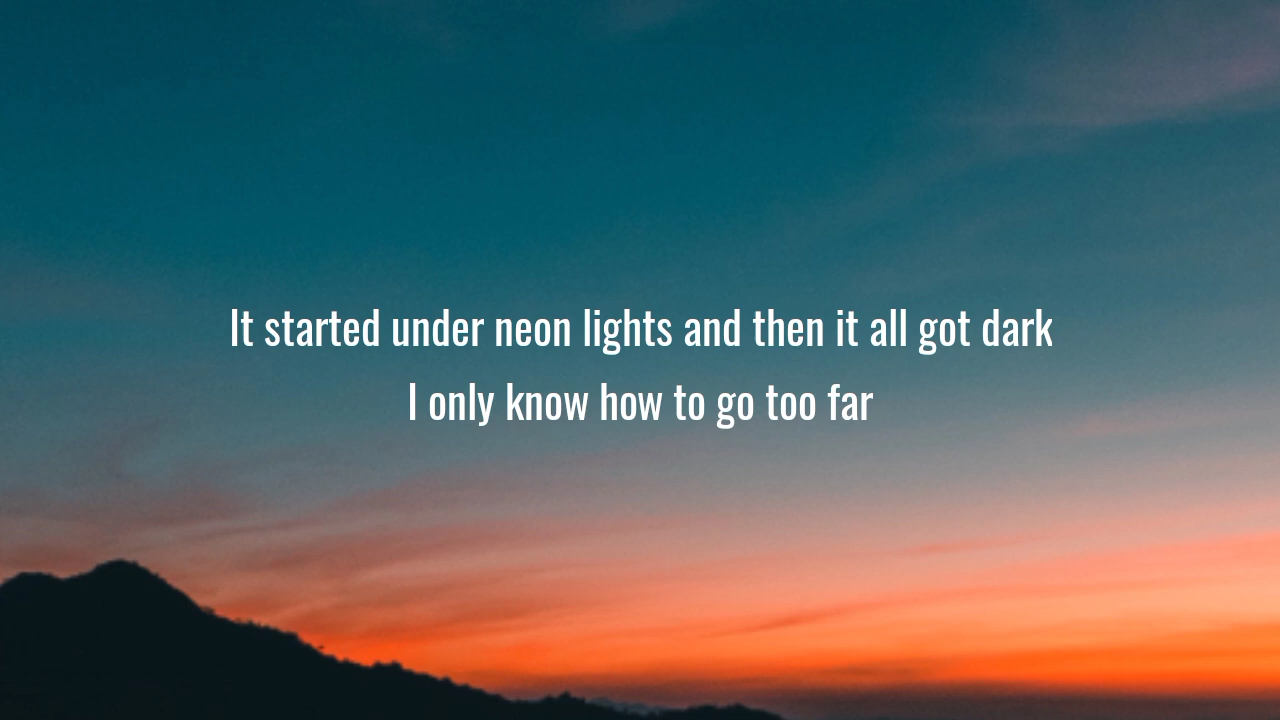 It started under neon lights and then it all got dark
I only know how to go too far